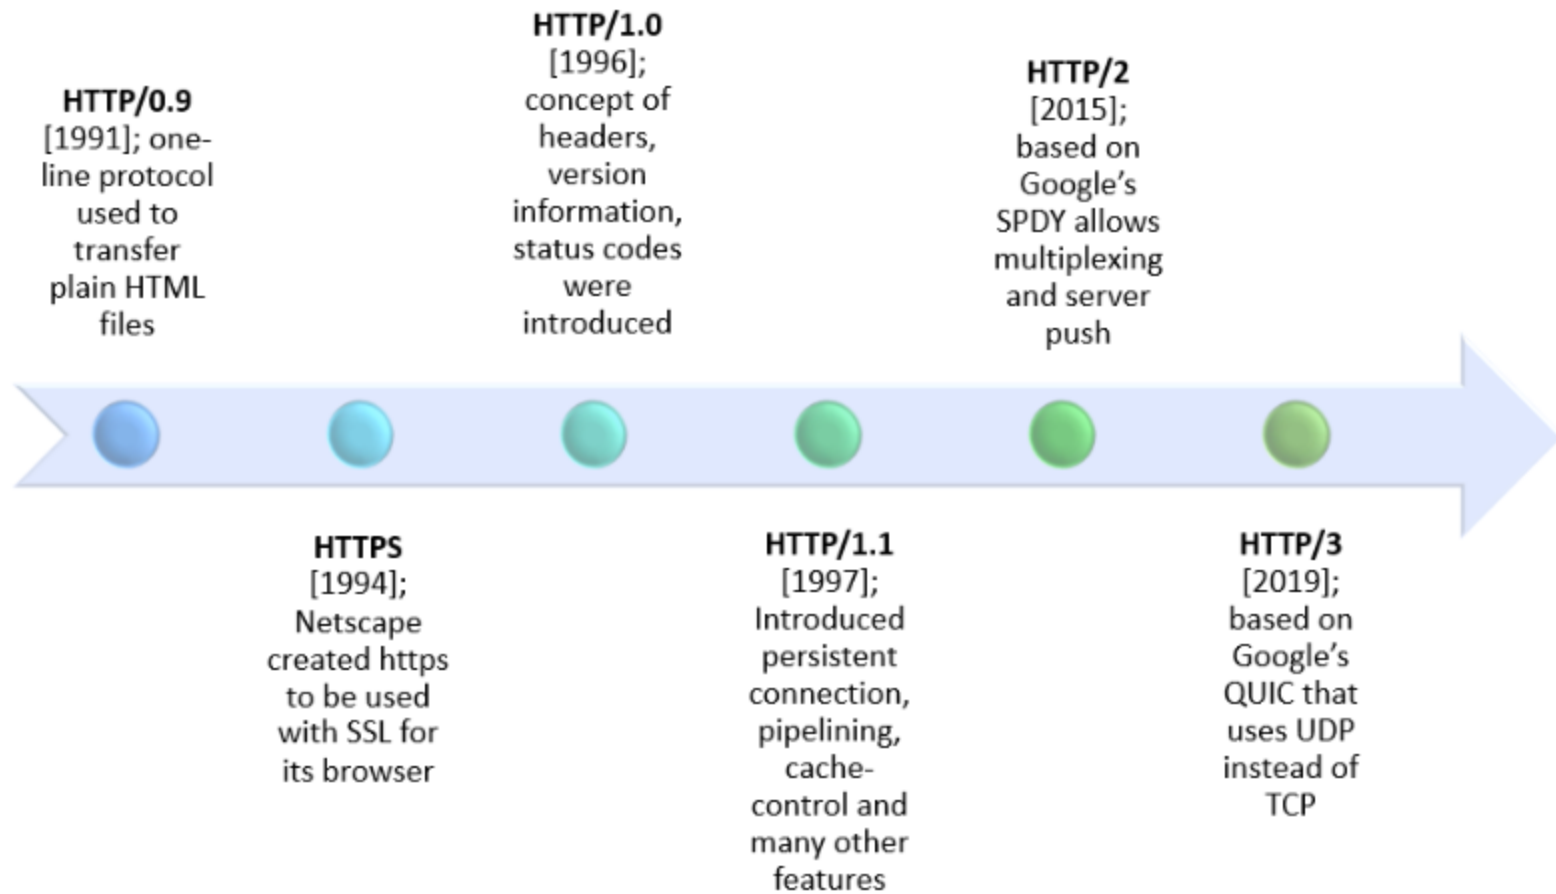 HTTP/0.9
[1991]; one-
line protocol
used to
transfer
plain HTML
files
HTTPS
[1994];
Netscape
created https
to be used
with SSL for
its browser
HTTP/1.0
[1996];
concept of
headers,
version
information,
status codes
were
introduced
HTTP/1.1
[1997];
Introduced
persistent
connection,
pipelining,
cache-
control and
many other
features
HTTP/2
[2015];
based on
Google’s
SPDY allows
multiplexing
and server
push
HTTP/3
[2019];
based on
Google’s
QUIC that
uses UDP
instead of
TCP